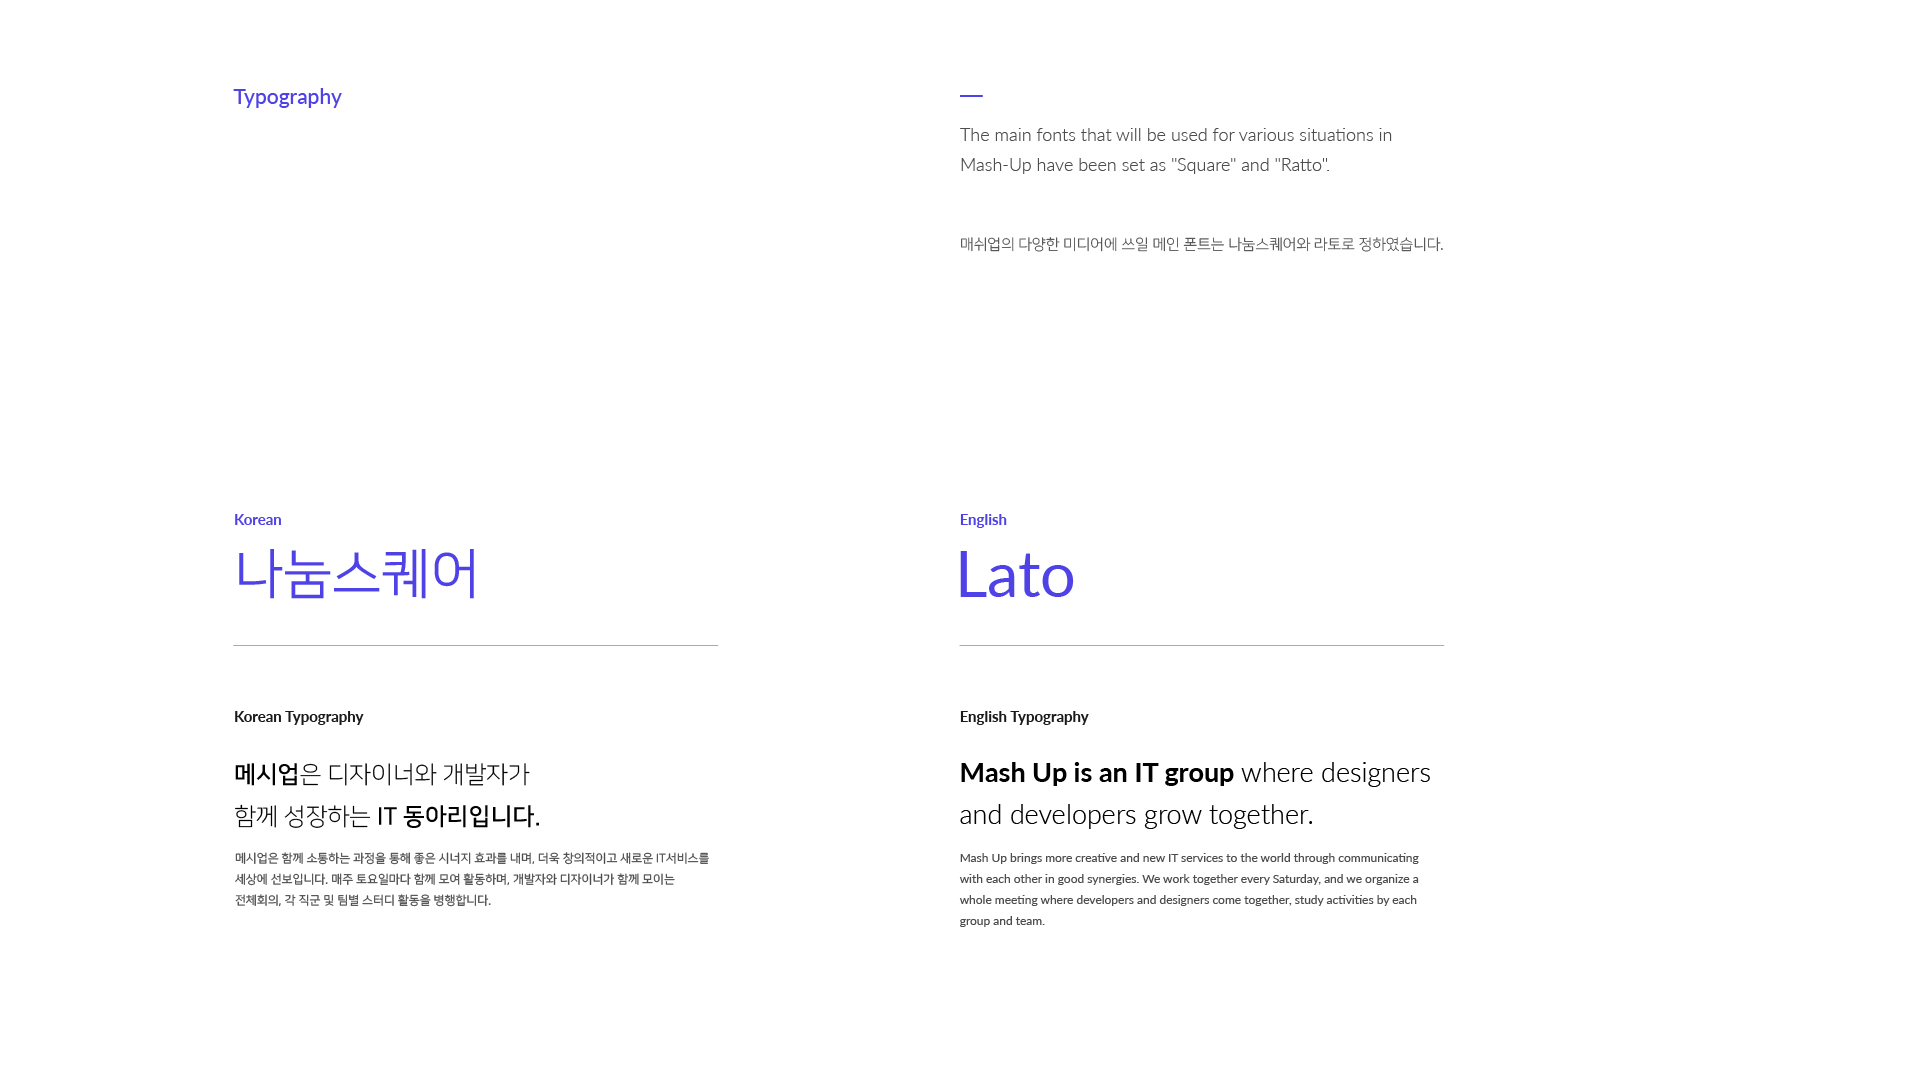 Typography
The main fonts that will be used for various situations in
Mash-Up have been set as "Square" and "Ratto".
매쉬업의 다양한 미디어에 쓰일 메인 폰트는 나눔스퀘어와 라토로 정하였습니다.
Korean
나눔스퀘어
Korean Typography
메시업은 디자이너와 개발자가
함께 성장하는 IT 동아리입니다.
메시업은 함께 소통하는 과정을 통해 좋은 시너지 효과를 내며, 더욱 창의적이고 새로운 IT서비스를
세상에 선보입니다. 매주 토요일마다 함께 모여 활동하며, 개발자와 디자이너가 함께 모이는
전체회의, 각 직군 및 팀별 스터디 활동을 병행합니다.
English
Lato
English Typography
Mash Up is an IT group where designers
and developers grow together.
Mash Up brings more creative and new IT services to the world through communicating
with each other in good synergies. We work together every Saturday, and we organize a
whole meeting where developers and designers come together, study activities by each
group and team.